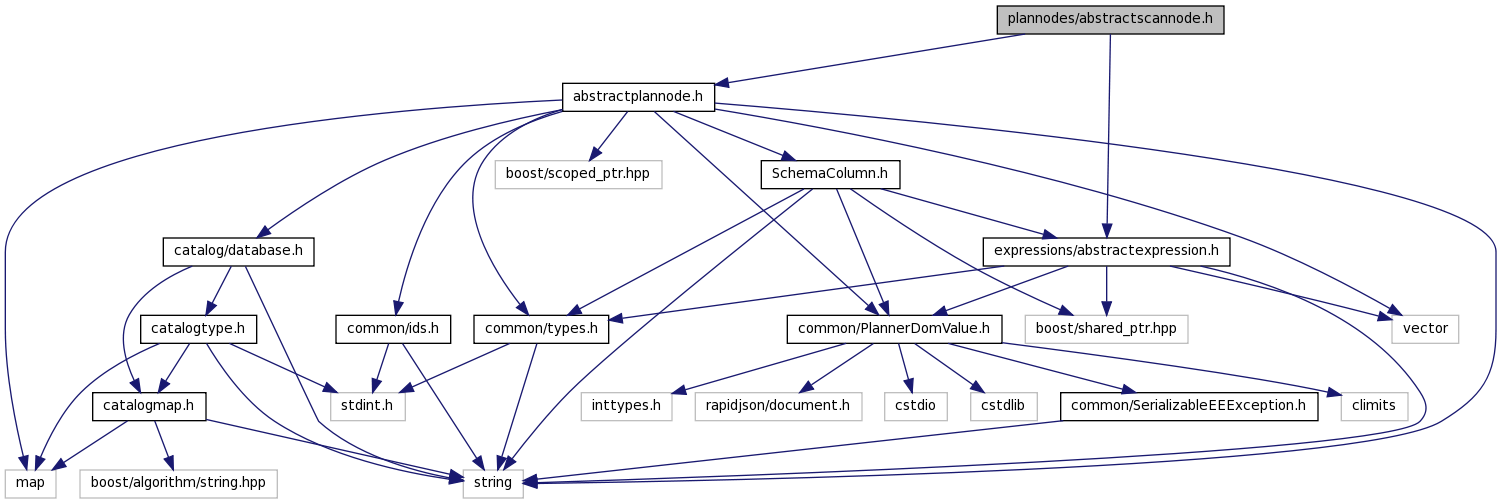 plannodes/abstractscannode.h
abstractplannode.h
boost/scoped_ptr.hpp
SchemaColumn.h
catalog/database.h
expressions/abstractexpression.h
catalogtype.h
common/ids.h
common/types.h
common/PlannerDomValue.h
boost/shared_ptr.hpp
vector
catalogmap.h
stdint.h
inttypes.h
rapidjson/document.h
cstdio
cstdlib
common/SerializableEEException.h
climits
map
boost/algorithm/string.hpp
string